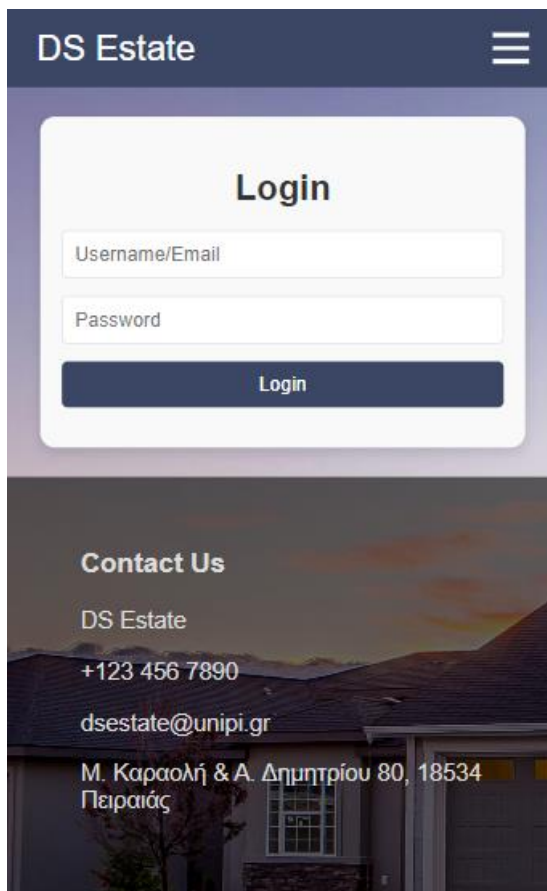 DS Estate
Login
Username/Email
Password
Login
Contact Us
DS Estate
+123 456 7890
dsestate@unipi.gr
Μ. Καραολή & Α. Δημητρίου 80, 18534
Πειραιάς